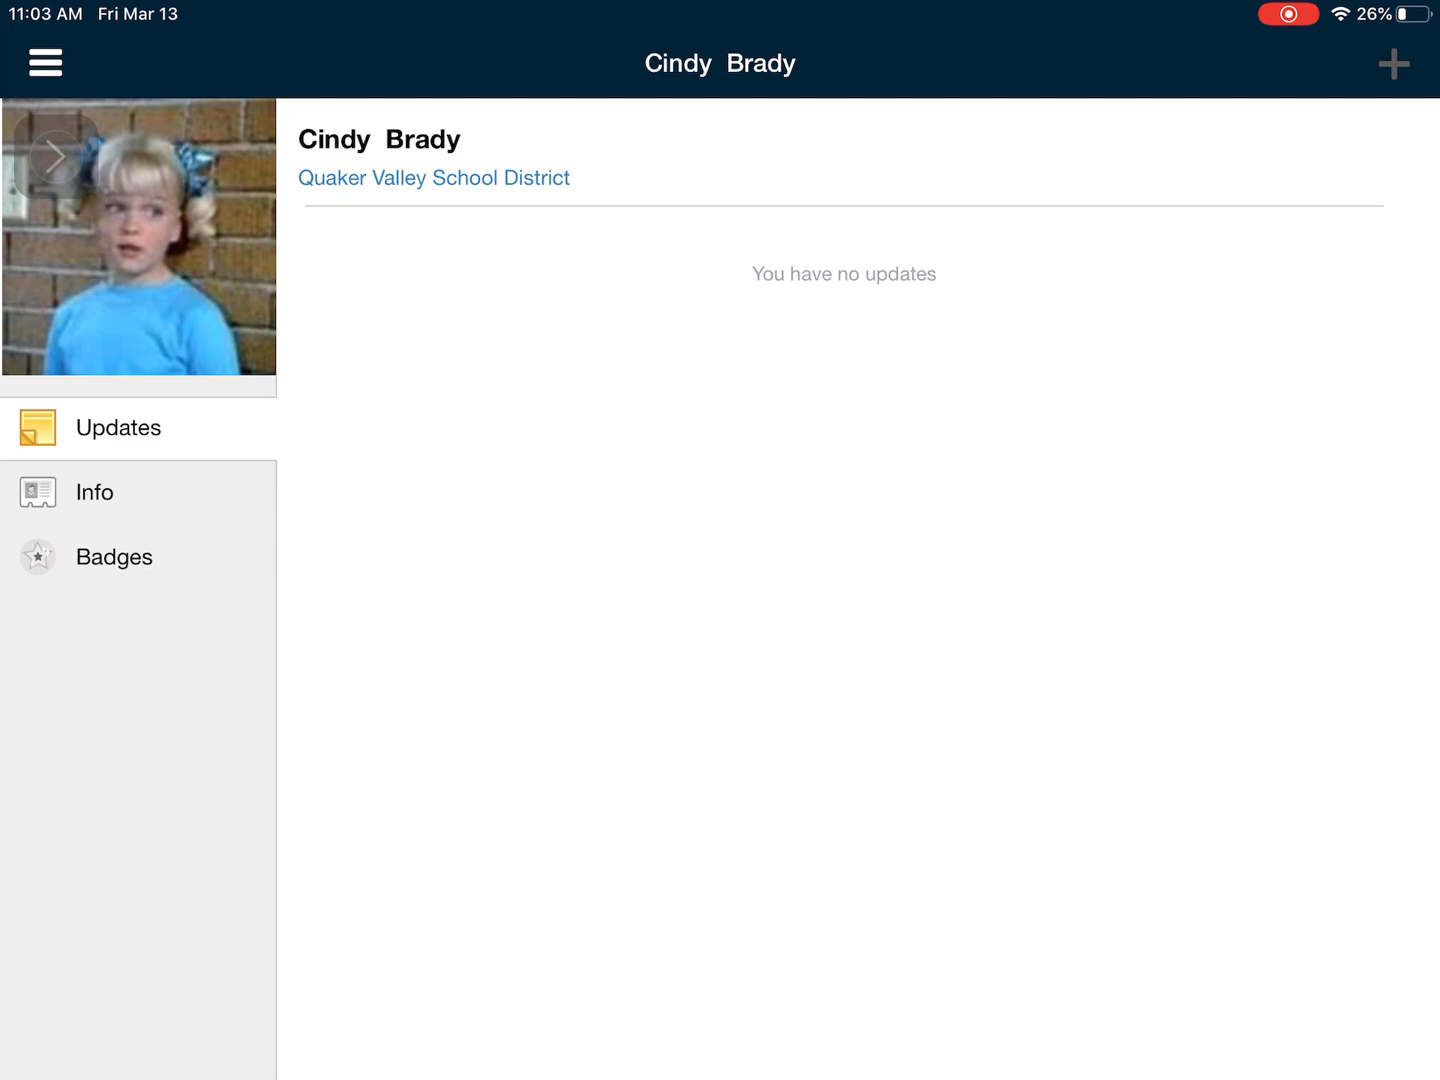 11:03 AM Fri Mar 13
26%
Cindy Brady
Cindy Brady
Quaker Valley School District
You have no updates
Updates
Info
Badges